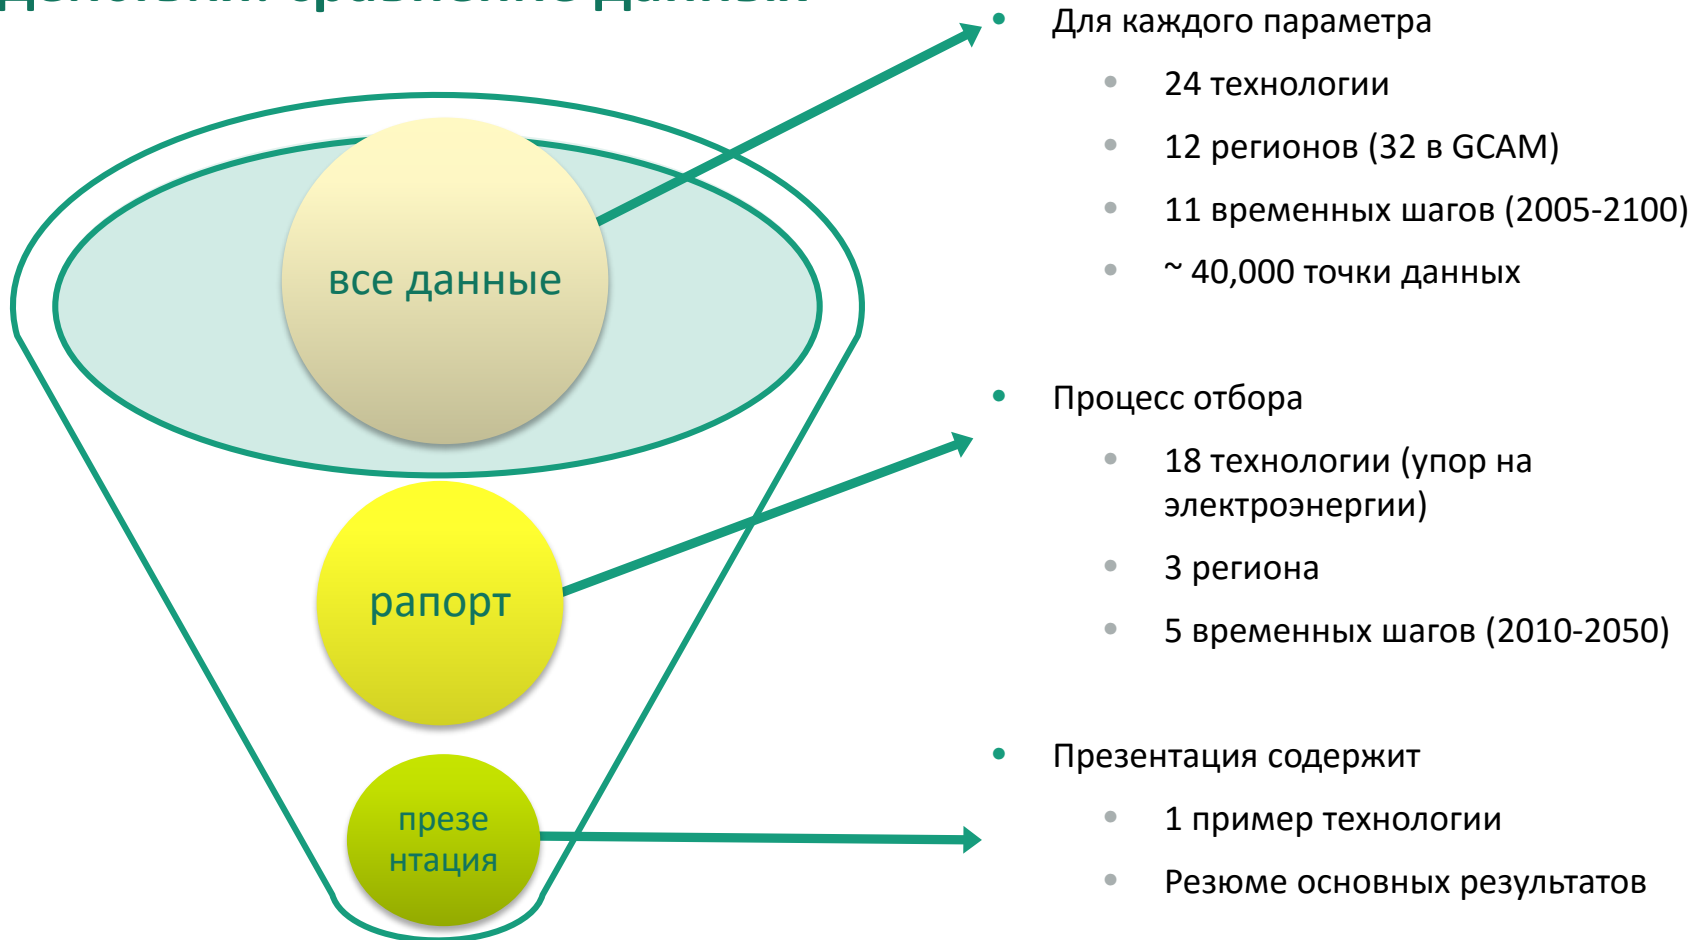 сравнение данных
Для каждого параметра
24 технологии
12 регионов (32 в GCAM)
11 временных шагов (2005-2100)
~ 40,000 точки данных
все данные
Процесс отбора
18 технологии (упор на
электроэнергии)
3 региона
5 временных шагов (2010-2050)
рапорт
Презентация содержит
1 пример технологии
Резюме основных результатов
презе
нтация